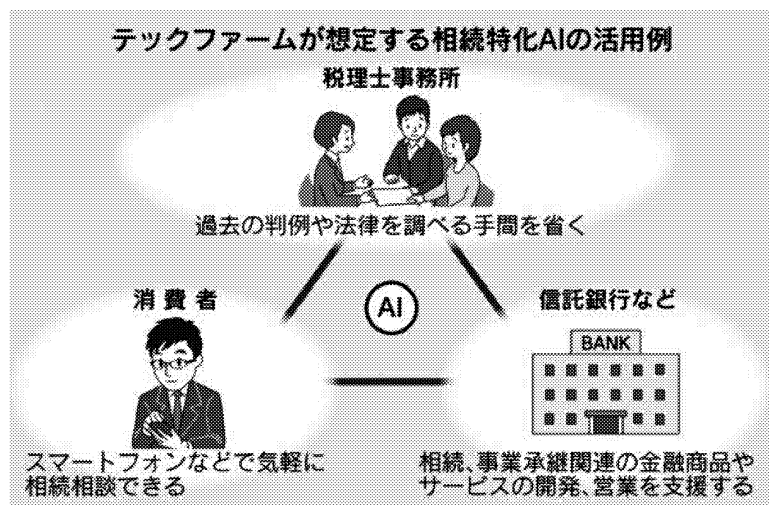 テックファームが想定する相続特化AIの活用例
税理士事務所
過去の判例や法律を調べる手間を省く
消費者
AI
信託銀行など
BANK
スマートフォンなどで気軽に
相続相談できる
相続、事業承継関連の金融商品や
サービスの開発、営業を支援する